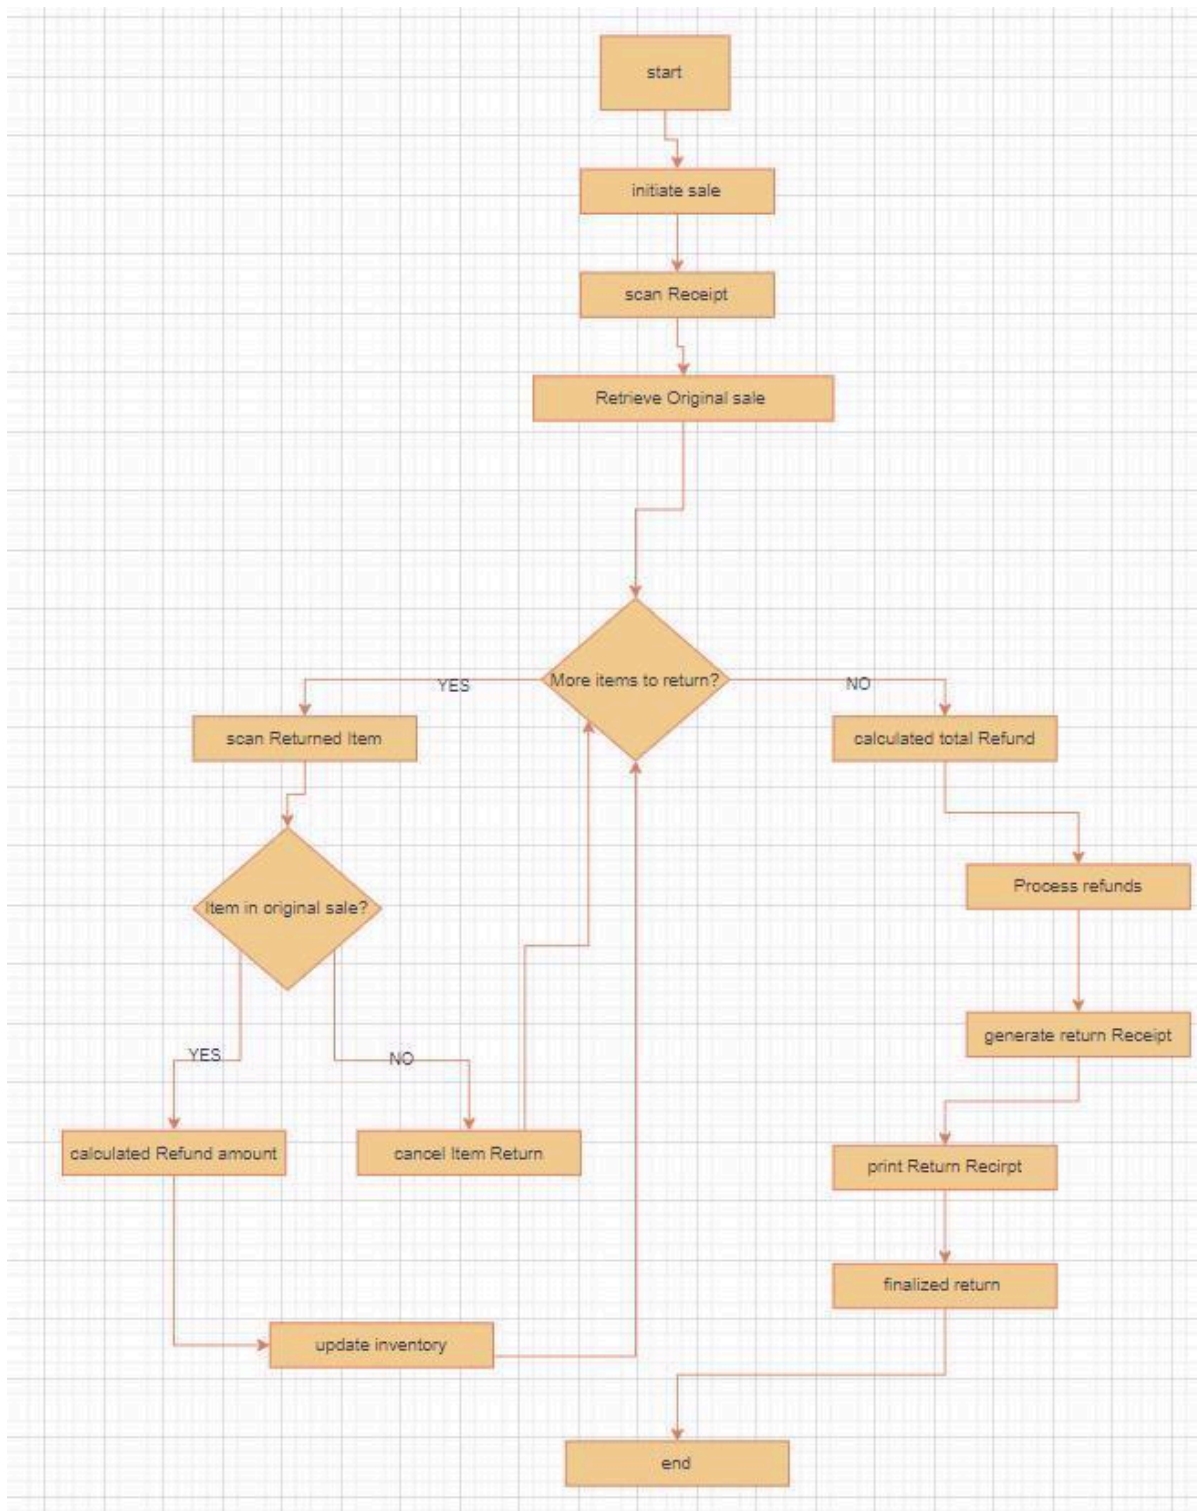 start
initiate sale
scan Receipt
Retrieve Original sale
More items to return?
YES
NO
scan Returned Item
calculated total Refund
Item in original sale?
Process refunds
generate return Receipt
YES
NO
calculated Refund amount
cancel Item Return
print Return Recirpt
finalized return
update inventory
end